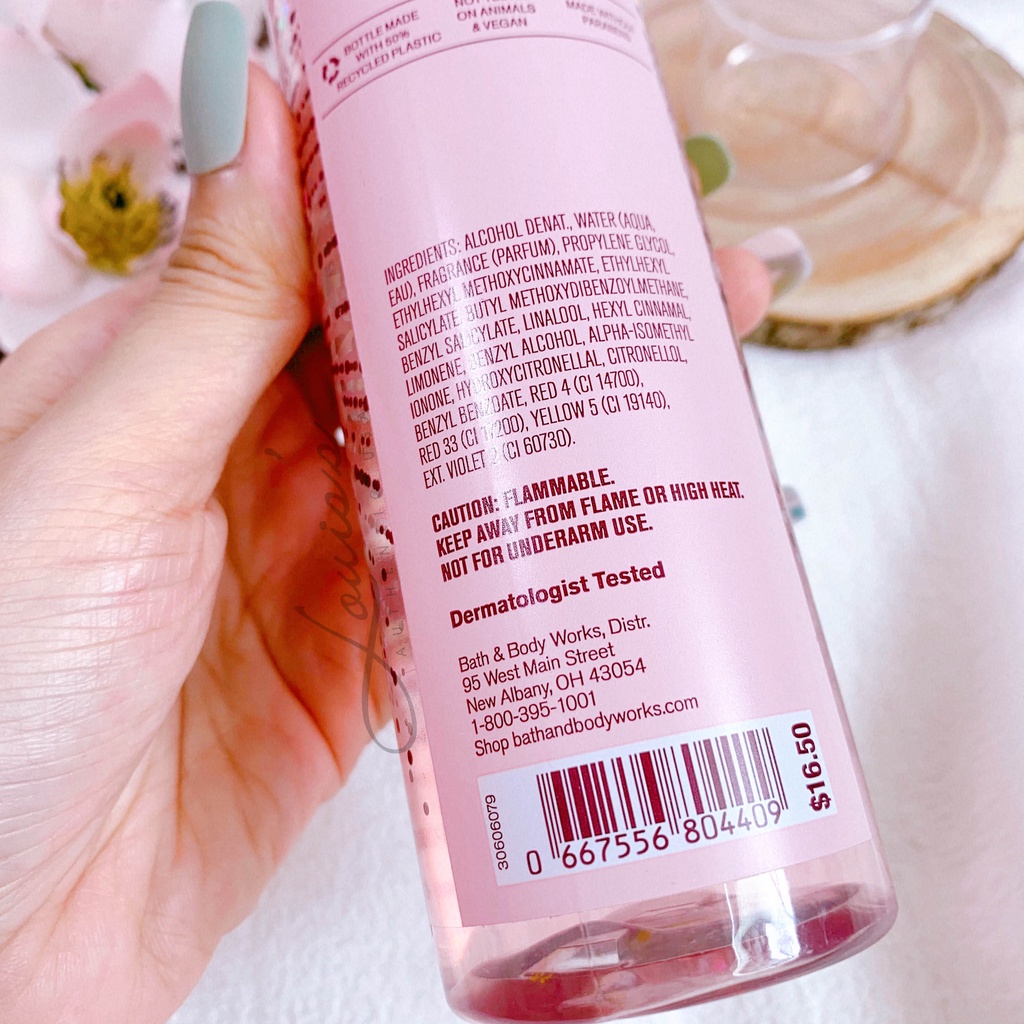 BOTTLE MADE
WITH 50%
RECYCLED PLASTIC
ON ANIMALS
& VEGAN
MADE WITHOUT
PARABENS
INGREDIENTS: ALCOHOL DENAT., WATER (AQUA,
EAU), FRAGRANCE (PARFUM), PROPYLENE GLYCOL,
ETHYLHEXYL METHOXYCINNAMATE, ETHYLHEXYL
SALICYLATE, BUTYL METHOXYDIBENZOYLMETHANE,
BENZYL SALICYLATE, LINALOOL, HEXYL CINNAMAL,
LIMONENE, BENZYL ALCOHOL, ALPHA-ISOMETHYL
IONONE, HYDROXYCITRONELLAL, CITRONELLOL,
BENZYL BENZOATE, RED 4 (CI 14700),
RED 33 (CI 17200), YELLOW 5 (CI 19140),
EXT. VIOLET 2 (CI 60730).
CAUTION: FLAMMABLE.
KEEP AWAY FROM FLAME OR HIGH HEAT.
NOT FOR UNDERARM USE.
Dermatologist Tested
Bath & Body Works, Distr.
95 West Main Street
New Albany, OH 43054
1-800-395-1001
Shop bathandbodyworks.com
30606079
0 667556 804409
$16.50